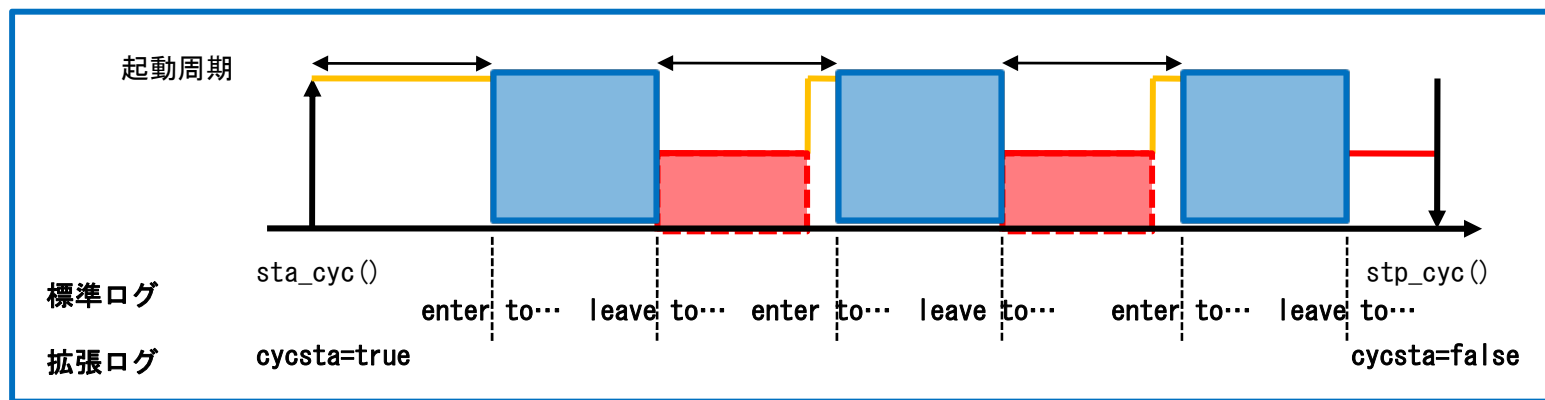 起動周期
sta_cyc()
stp_cyc()
標準ログ
enter to… leave to… enter to… leave to… enter to… leave to…
拡張ログ
cycsta=true
cycsta=false